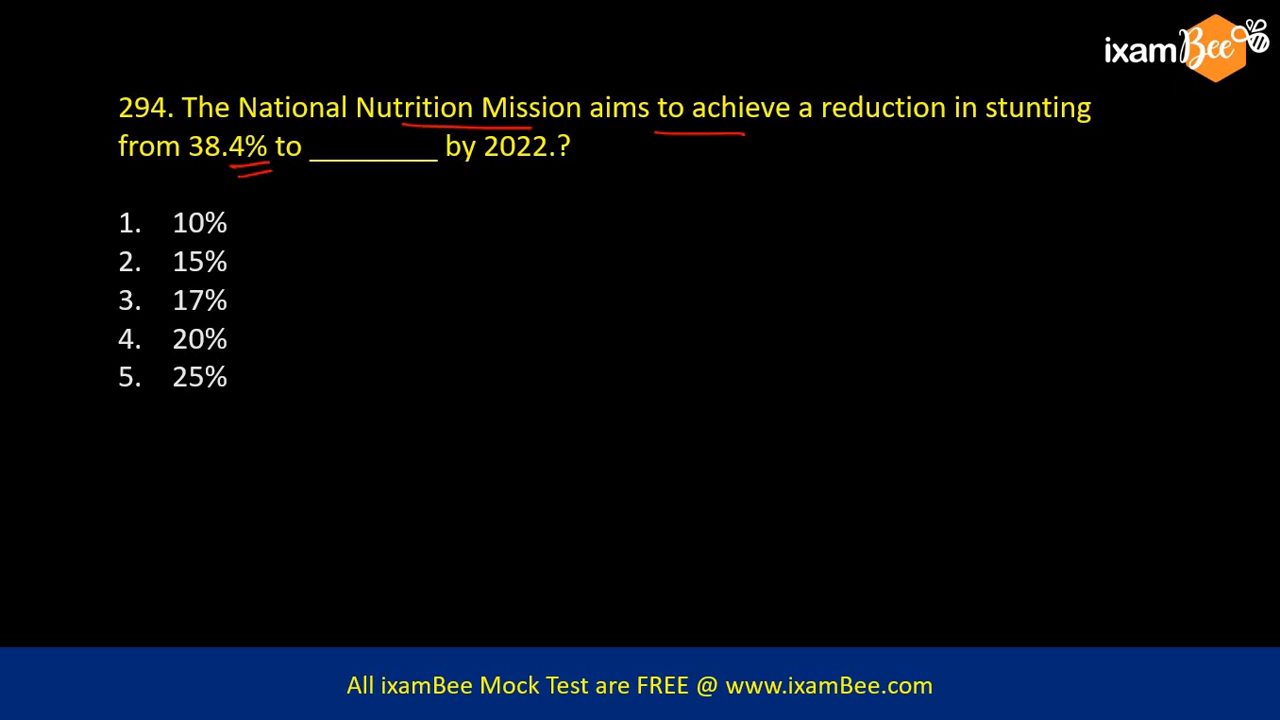 ixamBee
294. The National Nutrition Mission aims to achieve a reduction in stunting
from 38.4% to _________ by 2022.?
1. 10%
2. 15%
3. 17%
4. 20%
5. 25%
All ixamBee Mock Test are FREE @ www.ixamBee.com